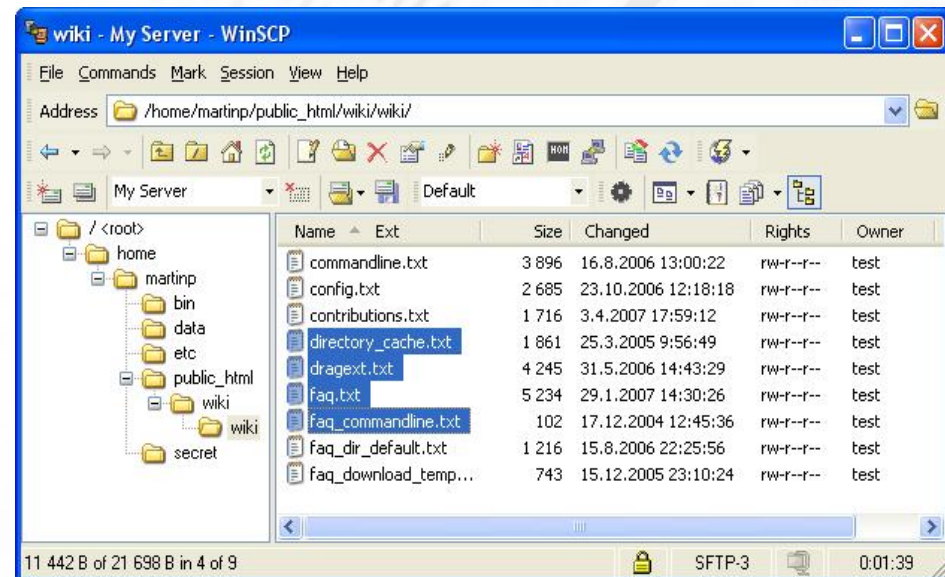 wiki - My Server - WinSCP
File Commands Mark Session View Help
Address /home/martinp/public_html/wiki/wiki/
My Server Default
/ <root>
home
martinp
bin
data
etc
public_html
wiki
wiki
secret
Name Ext Size Changed Rights Owner
commandline.txt 3 896 16.8.2006 13:00:22 rw-r--r-- test
config.txt 2 685 23.10.2006 12:18:18 rw-r--r-- test
contributions.txt 1 716 3.4.2007 17:59:12 rw-r--r-- test
directory_cache.txt 1 861 25.3.2005 9:56:49 rw-r--r-- test
dragext.txt 4 245 31.5.2006 14:43:29 rw-r--r-- test
faq.txt 5 234 29.1.2007 14:30:26 rw-r--r-- test
faq_commandline.txt 102 17.12.2004 12:45:36 rw-r--r-- test
faq_dir_default.txt 1 216 15.8.2006 22:25:56 rw-r--r-- test
faq_download_temp... 743 15.12.2005 23:10:24 rw-r--r-- test
11 442 B of 21 698 B in 4 of 9 SFTP-3 0:01:39